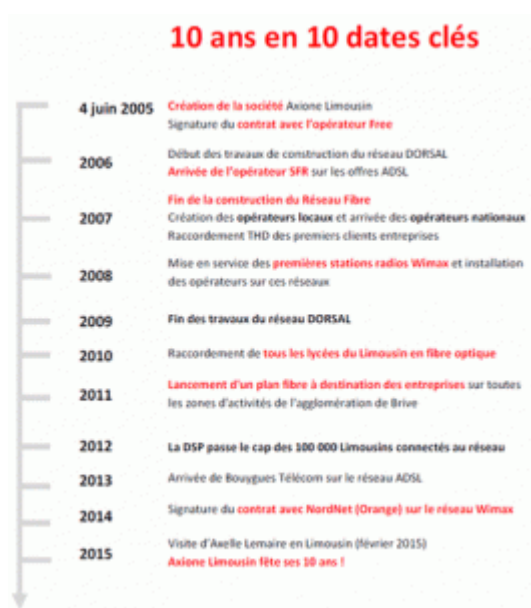 10 ans en 10 dates clés
4 juin 2005 Création de la société Axione Limousin
Signature du contrat avec l'opérateur Free
2006 Début des travaux de construction du réseau DORSAL
Arrivée de l'opérateur SFR sur les offres ADSL
Fin de la construction du Réseau Fibre
2007 Création des opérateurs locaux et arrivée des opérateurs nationaux
Raccordement THD des premiers clients entreprises
2008 Mise en service des premières stations radios Wimax et installation
des opérateurs sur ces réseaux
2009 Fin des travaux du réseau DORSAL
2010 Raccordement de tous les lycées du Limousin en fibre optique
2011 Lancement d'un plan fibre à destination des entreprises sur toutes
les zones d'activités de l'agglomération de Brive
2012 La DSP passe le cap des 100 000 Limousins connectés au réseau
2013 Arrivée de Bouygues Télécom sur le réseau ADSL
2014 Signature du contrat avec NordNet (Orange) sur le réseau Wimax
2015 Visite d'Axelle Lemaire en Limousin (février 2015)
Axione Limousin fête ses 10 ans !